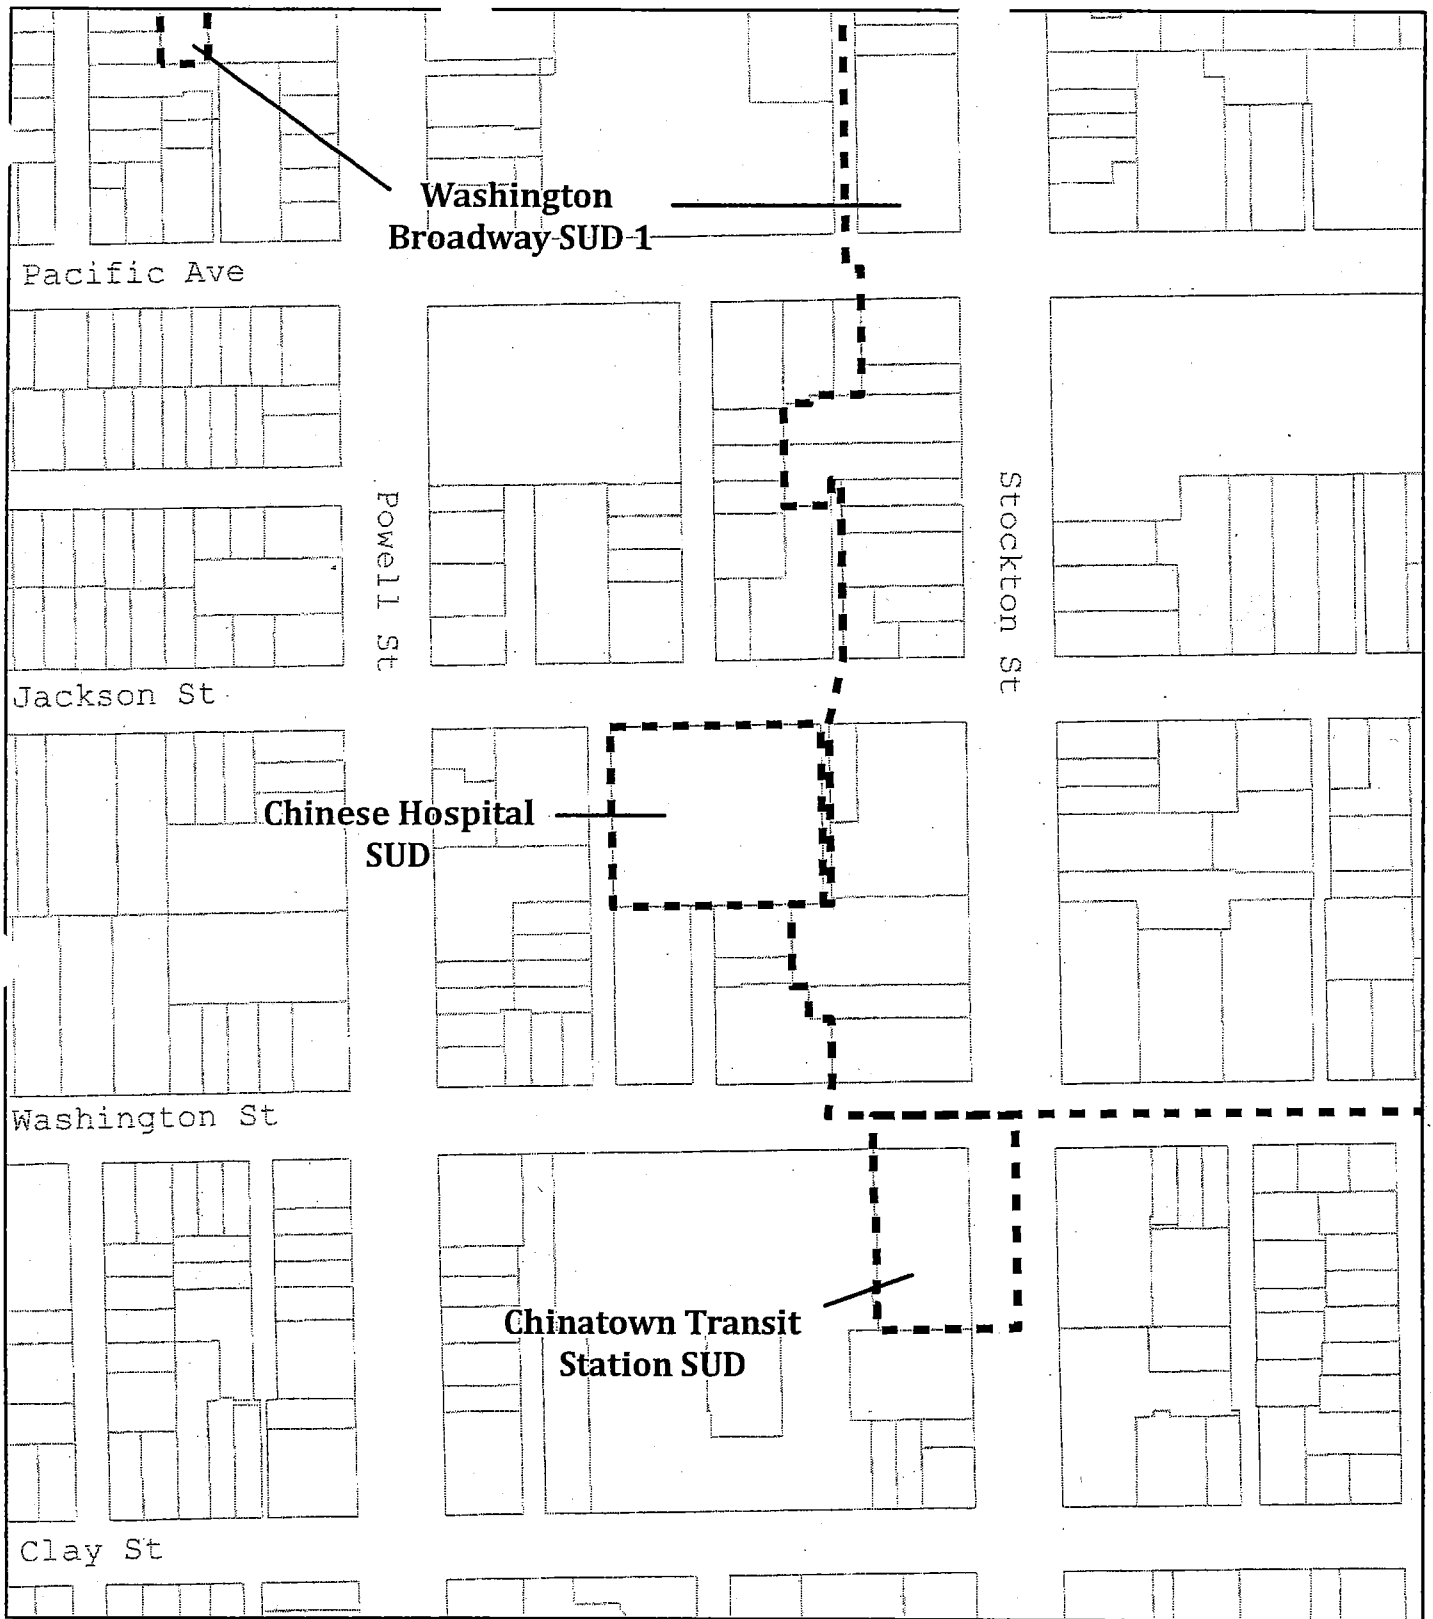 Washington
Broadway SUD 1
Pacific Ave
Powell St
Stockton St
Jackson St
Chinese Hospital
SUD
Washington St
Chinatown Transit
Station SUD
Clay St